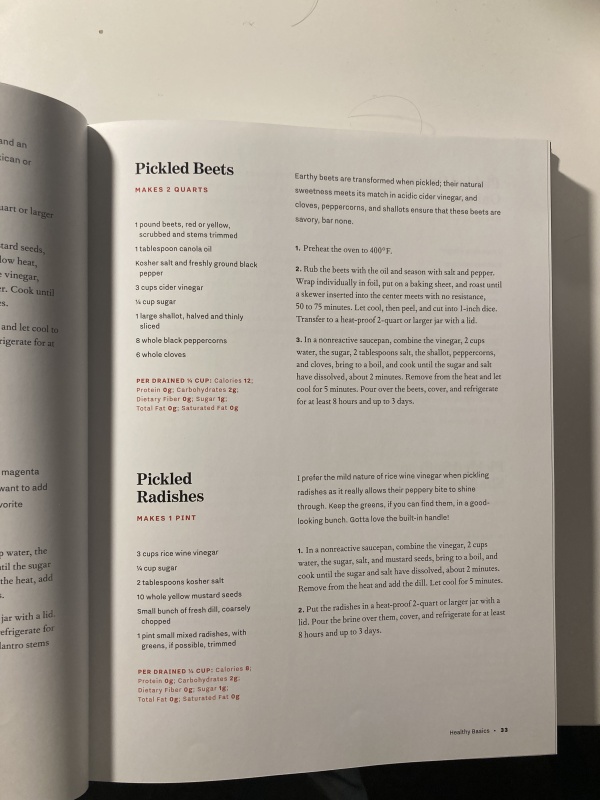 and an
ican or
uart or larger
tard seeds,
low heat,
e vinegar,
er. Cook until
es.
and let cool to
rigerate for at
magenta
want to add
vorite
p water, the
til the sugar
the heat, add
s.
jar with a lid.
efrigerate for
lantro stems
Pickled Beets
MAKES 2 QUARTS
1 pound beets, red or yellow,
scrubbed and stems trimmed
1 tablespoon canola oil
Kosher salt and freshly ground black
pepper
3 cups cider vinegar
cup sugar
1 large shallot, halved and thinly
sliced
8 whole black peppercorns
6 whole cloves
PER DRAINED ¼ CUP: Calories 12;
Protein 0g; Carbohydrates 2g;
Dietary Fiber 0g; Sugar 1g;
Total Fat 0g; Saturated Fat 0g
Earthy beets are transformed when pickled; their natural
sweetness meets its match in acidic cider vinegar, and
cloves, peppercorns, and shallots ensure that these beets are
savory, bar none.
1. Preheat the oven to 400°F.
2. Rub the beets with the oil and season with salt and pepper.
Wrap individually in foil, put on a baking sheet, and roast until
a skewer inserted into the center meets with no resistance,
50 to 75 minutes. Let cool, then peel, and cut into 1-inch dice.
Transfer to a heat-proof 2-quart or larger jar with a lid.
3. In a nonreactive saucepan, combine the vinegar, 2 cups
water, the sugar, 2 tablespoons salt, the shallot, peppercorns,
and cloves, bring to a boil, and cook until the sugar and salt
have dissolved, about 2 minutes. Remove from the heat and let
cool for 5 minutes. Pour over the beets, cover, and refrigerate
for at least 8 hours and up to 3 days.
Pickled
Radishes
MAKES 1 PINT
3 cups rice wine vinegar
¼ cup sugar
2 tablespoons kosher salt
10 whole yellow mustard seeds
Small bunch of fresh dill, coarsely
chopped
1 pint small mixed radishes, with
greens, if possible, trimmed
PER DRAINED ¼ CUP: Calories 8;
Protein 0g; Carbohydrates 2g;
Dietary Fiber 0g; Sugar 1g;
Total Fat 0g; Saturated Fat 0g
I prefer the mild nature of rice wine vinegar when pickling
radishes as it really allows their peppery bite to shine
through. Keep the greens, if you can find them, in a good-
looking bunch. Gotta love the built-in handle!
1. In a nonreactive saucepan, combine the vinegar, 2 cups
water, the sugar, salt, and mustard seeds, bring to a boil, and
cook until the sugar and salt have dissolved, about 2 minutes.
Remove from the heat and add the dill. Let cool for 5 minutes.
2. Put the radishes in a heat-proof 2-quart or larger jar with a
lid. Pour the brine over them, cover, and refrigerate for at least
8 hours and up to 3 days.
Healthy Basics • 33